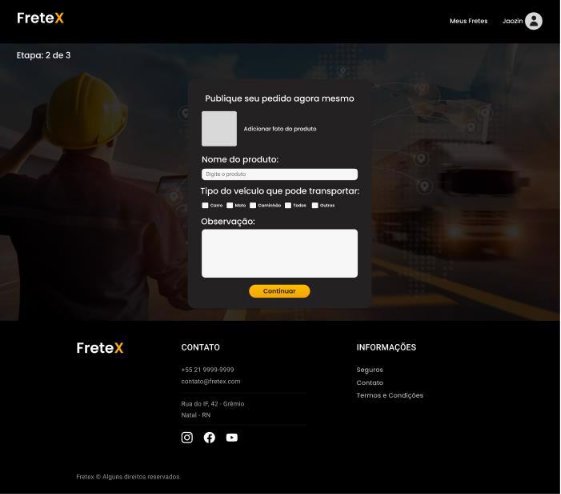 FreteX
Meus Fretes
Jaozin
Etapa: 2 de 3
Publique seu pedido agora mesmo
Adicionar foto do produto
Nome do produto:
Digite o produto
Tipo do veículo que pode transportar:
Carro Moto Caminhão Todos Outros
Observação:
Continuar
FreteX
CONTATO
+55 21 9999-9999
contato@fretex.com
Rua do IF, 42 - Grêmio
Natal - RN
INFORMAÇÕES
Seguros
Contato
Termos e Condições
Fretex © Alguns direitos reservados.